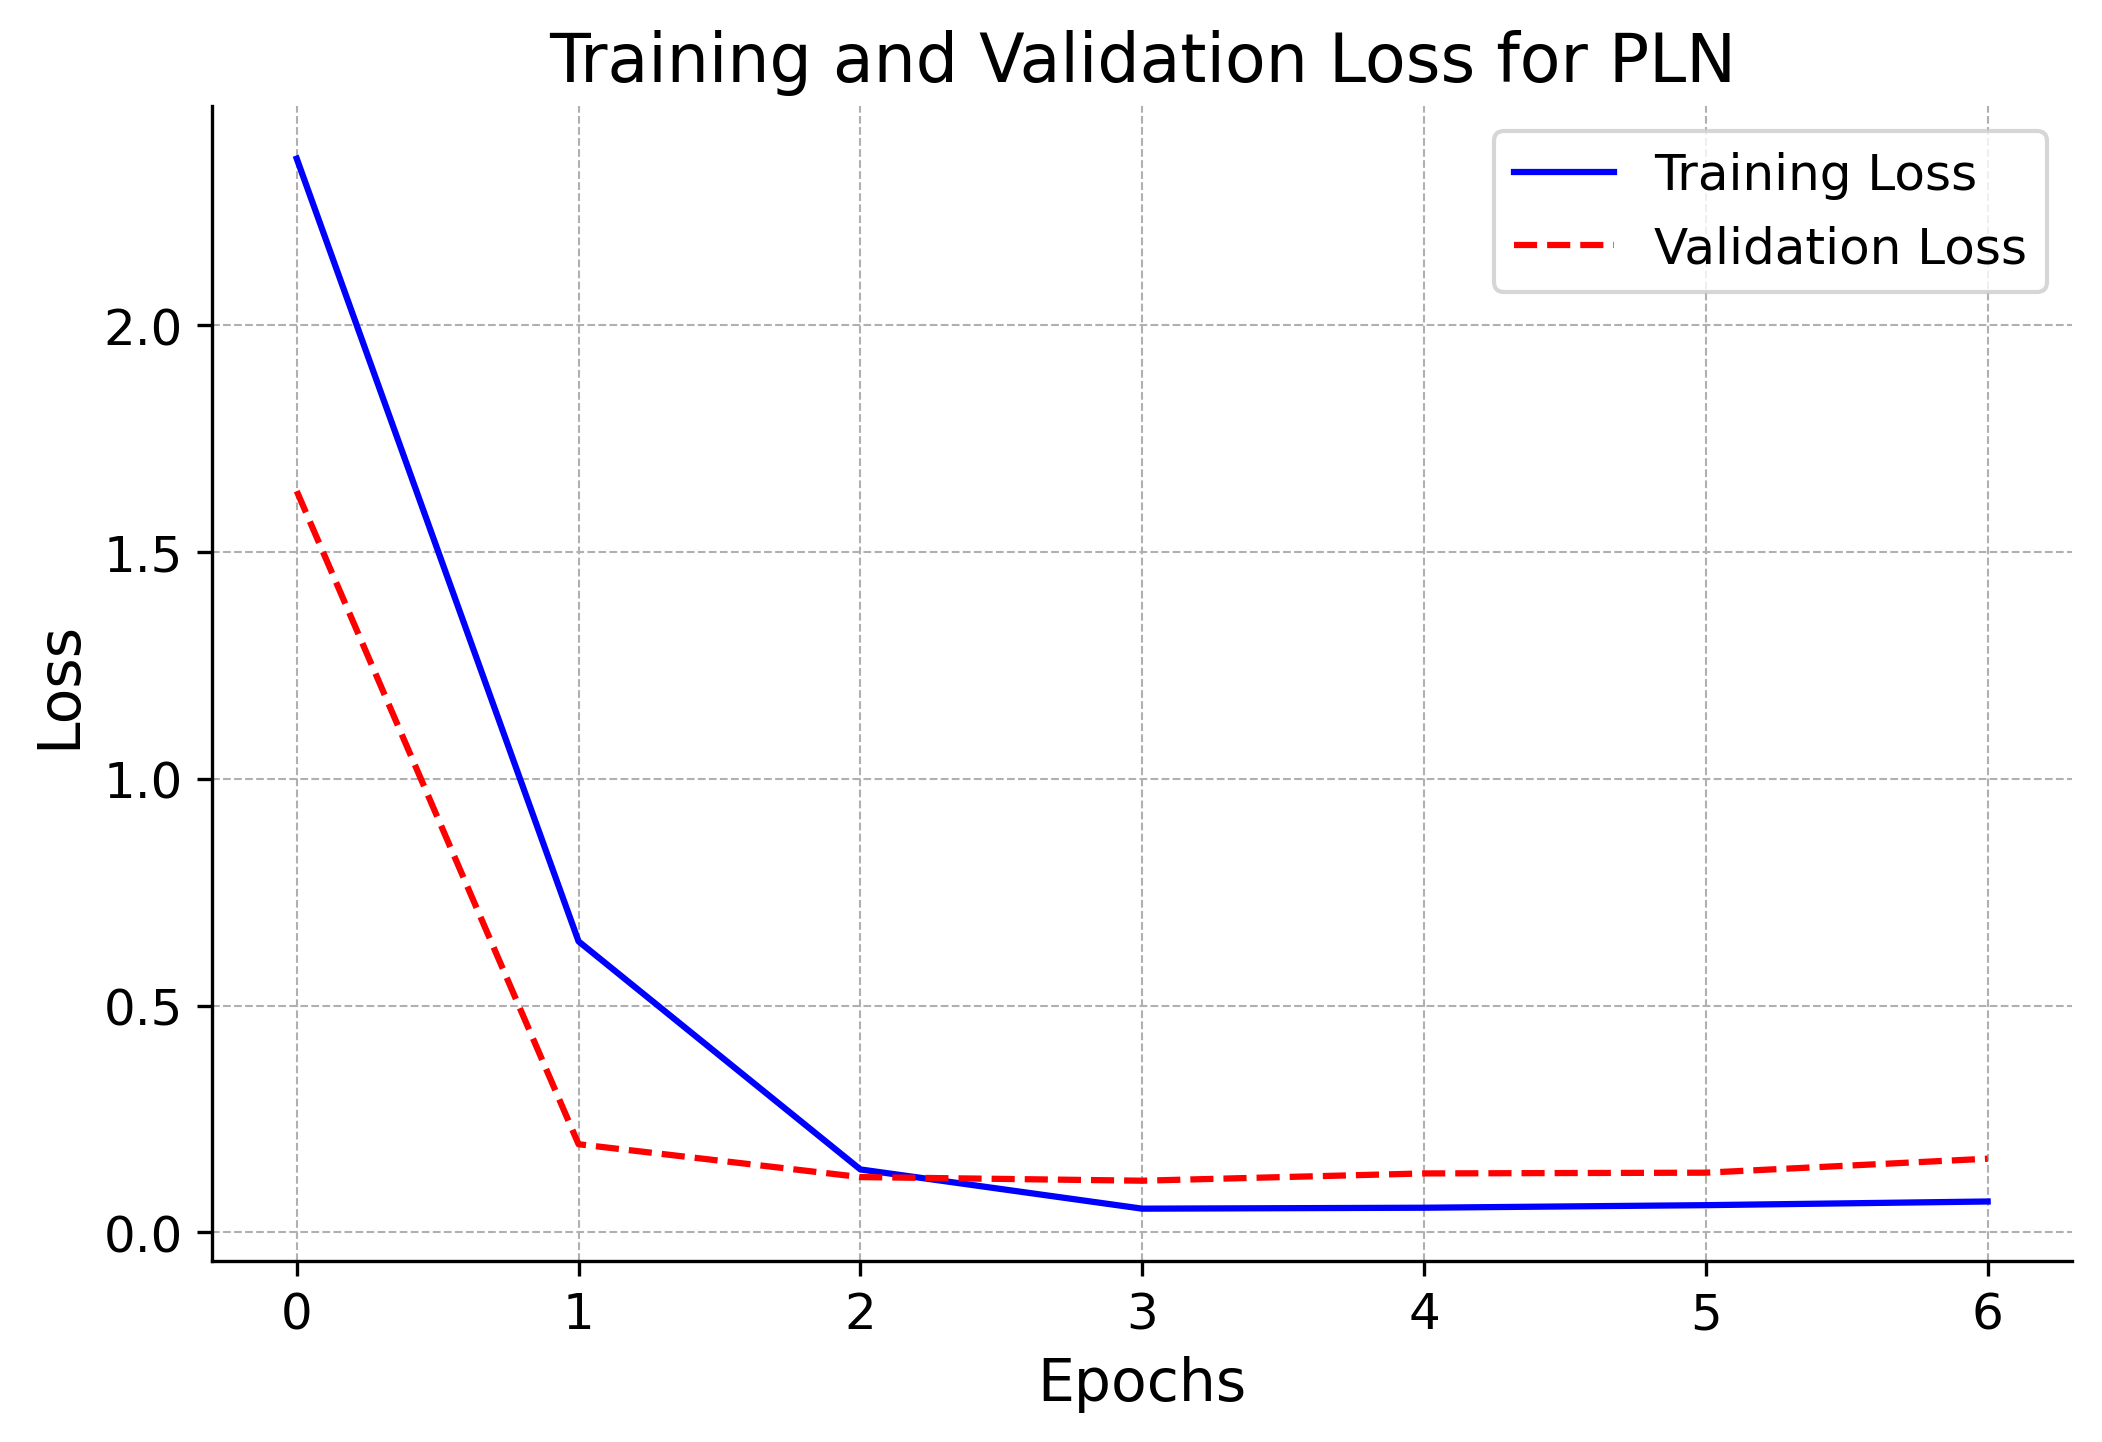 Training and Validation Loss for PLN
Training Loss
Validation Loss
2.0
1.5
1.0
0.5
0.0
Loss
0 1 2 3 4 5 6
Epochs